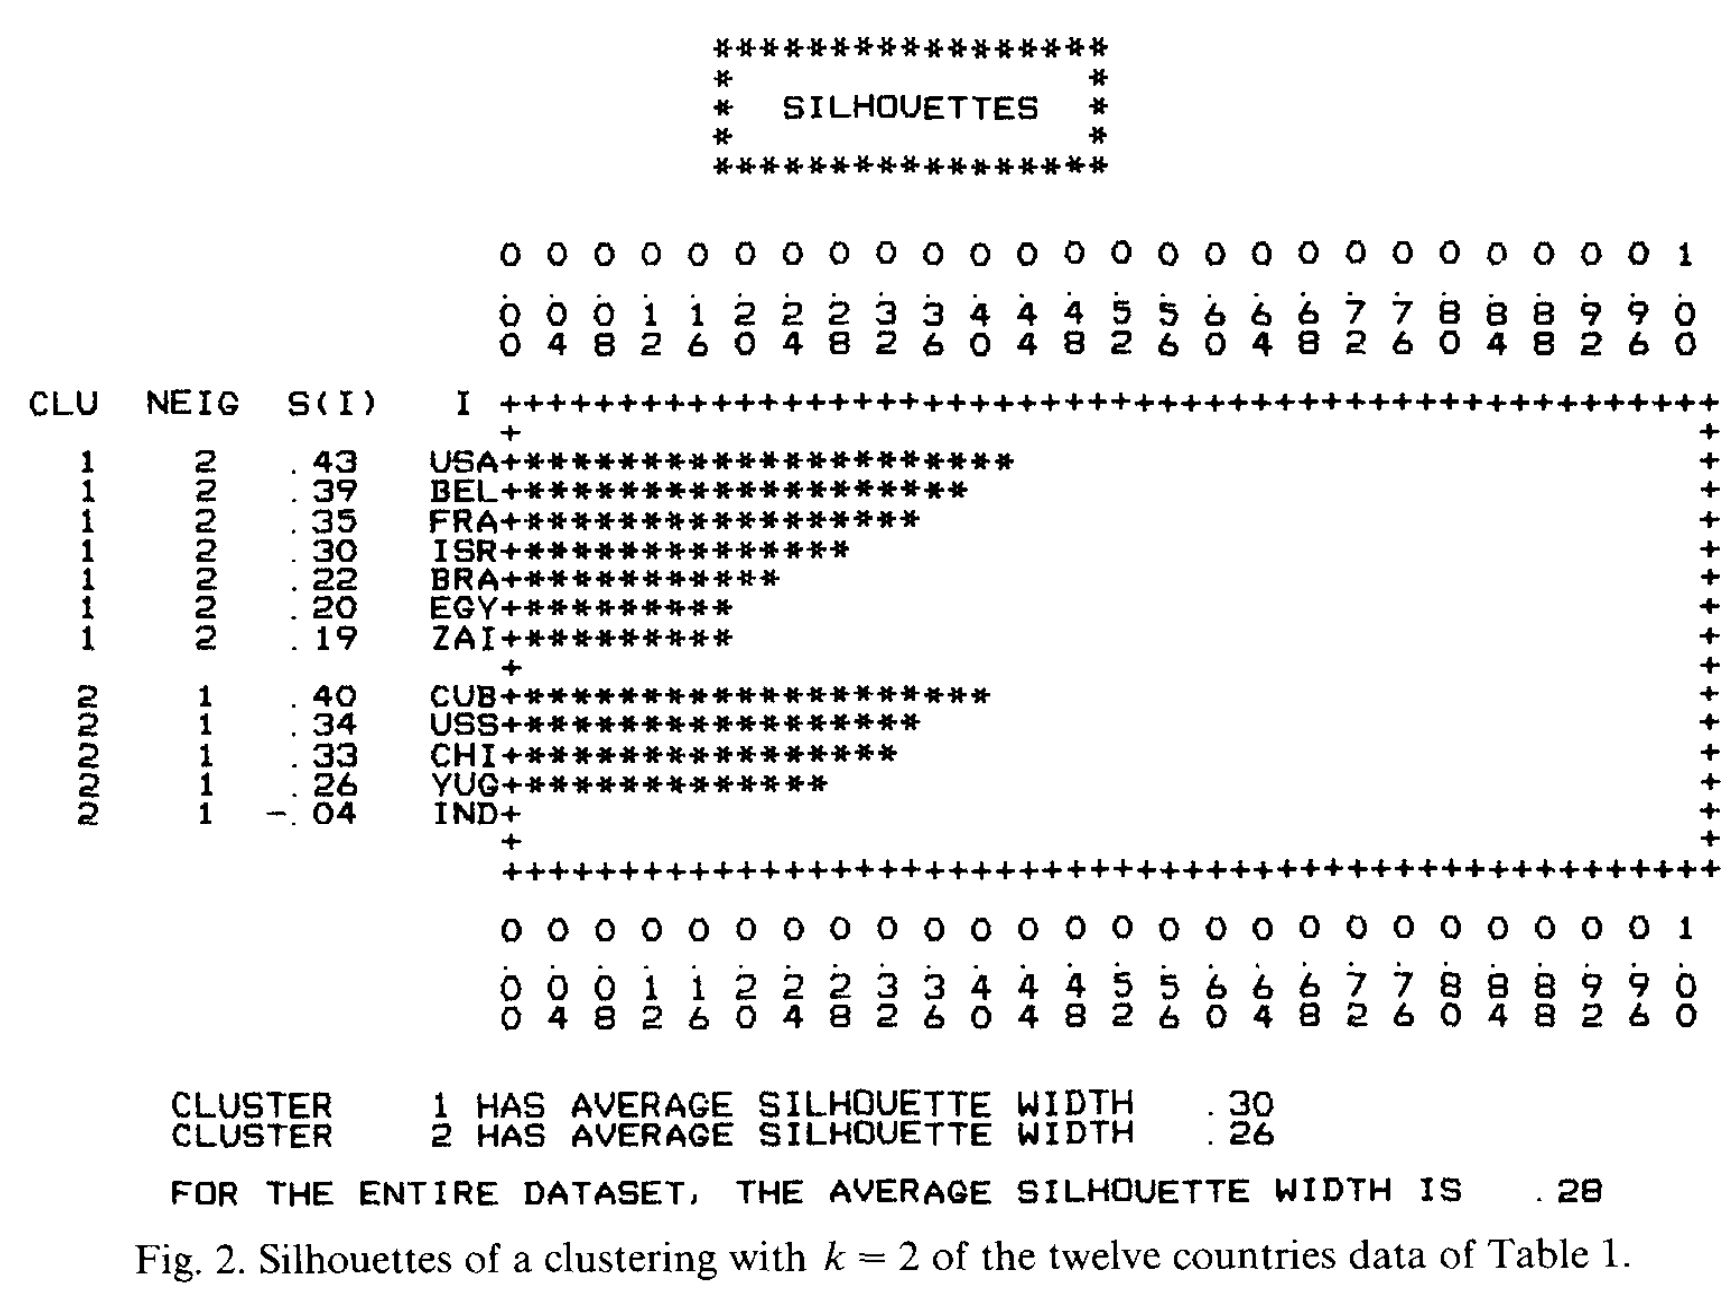 *****************
* *
* SILHOUETTES *
* *
*****************
0 0 0 0 0 0 0 0 0 0 0 0 0 0 0 0 0 0 0 0 0 0 0 0 0 1
. . . . . . . . . . . . . . . . . . . . . . . . . .
0 0 0 1 1 2 2 2 3 3 4 4 4 5 5 6 6 6 7 7 8 8 8 9 9 0
0 4 8 2 6 0 4 8 2 6 0 4 8 2 6 0 4 8 2 6 0 4 8 2 6 0
CLU NEIG S(I) I ++++++++++++++++++++++++++++++++++++++++++++++++++++
+ +
1 2 .43 USA+********************* +
1 2 .39 BEL+******************* +
1 2 .35 FRA+***************** +
1 2 .30 ISR+************** +
1 2 .22 BRA+*********** +
1 2 .20 EGY+********* +
1 2 .19 ZAI+********* +
+ +
2 1 .40 CUB+******************** +
2 1 .34 USS+***************** +
2 1 .33 CHI+**************** +
2 1 .26 YUG+************* +
2 1 -.04 IND+ +
+ +
++++++++++++++++++++++++++++++++++++++++++++++++++++
0 0 0 0 0 0 0 0 0 0 0 0 0 0 0 0 0 0 0 0 0 0 0 0 0 1
. . . . . . . . . . . . . . . . . . . . . . . . . .
0 0 0 1 1 2 2 2 3 3 4 4 4 5 5 6 6 6 7 7 8 8 8 9 9 0
0 4 8 2 6 0 4 8 2 6 0 4 8 2 6 0 4 8 2 6 0 4 8 2 6 0
CLUSTER 1 HAS AVERAGE SILHOUETTE WIDTH .30
CLUSTER 2 HAS AVERAGE SILHOUETTE WIDTH .26
FOR THE ENTIRE DATASET, THE AVERAGE SILHOUETTE WIDTH IS .28
Fig. 2. Silhouettes of a clustering with k = 2 of the twelve countries data of Table 1.